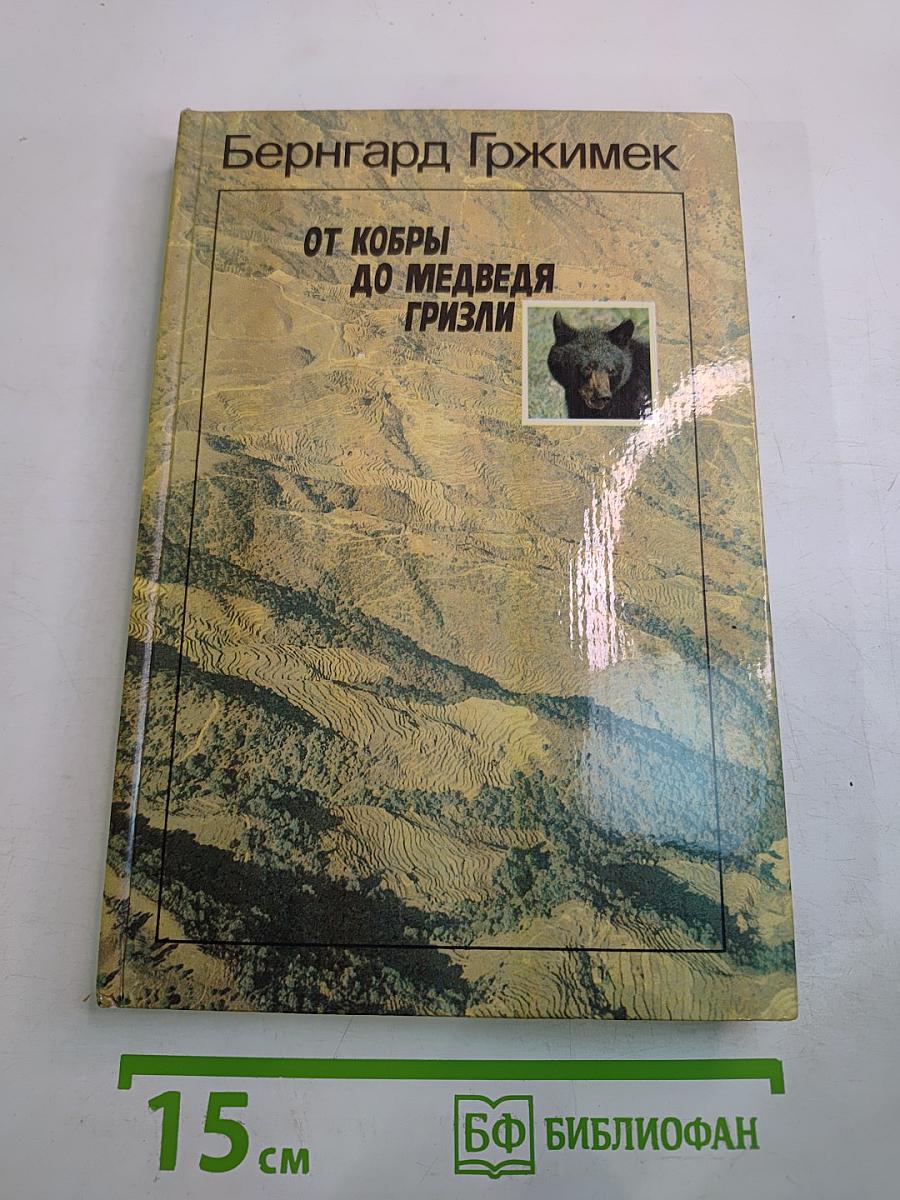 Бернгард Гржимек
ОТ КОБРЫ
ДО МЕДВЕДЯ
ГРИЗЛИ
15 см
БФ БИБЛИОФАН